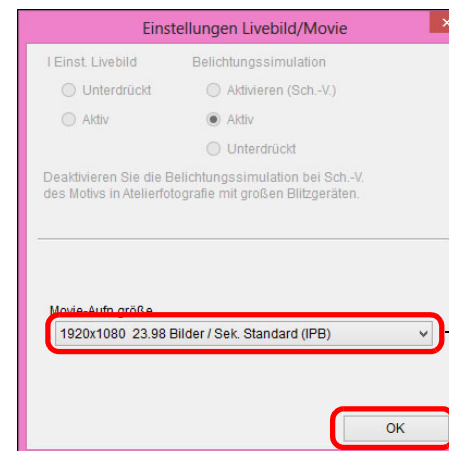 Einstellungen Livebild/Movie
l Einst. Livebild
Belichtungssimulation
Unterdrückt
Aktivieren (Sch.-V.)
Aktiv
Aktiv
Unterdrückt
Deaktivieren Sie die Belichtungssimulation bei Sch.-V.
des Motivs in Atelierfotografie mit großen Blitzgeräten.
Movie-Aufn.größe
1920x1080 23.98 Bilder / Sek. Standard (IPB)
OK